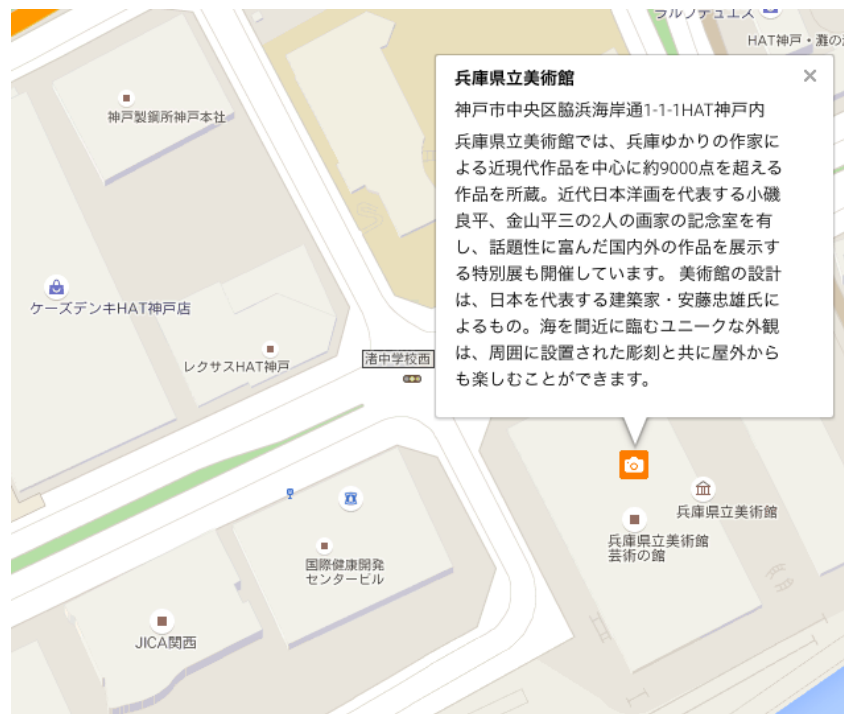 ラルフデュエス
HAT神戸・灘の
兵庫県立美術館
神戸市中央区脇浜海岸通1-1-1HAT神戸内
兵庫県立美術館では、兵庫ゆかりの作家に
よる近現代作品を中心に約9000点を超える
作品を所蔵。近代日本洋画を代表する小磯
良平、金山平三の2人の画家の記念室を有
し、話題性に富んだ国内外の作品を展示す
る特別展も開催しています。 美術館の設計
は、日本を代表する建築家・安藤忠雄氏に
よるもの。海を間近に臨むユニークな外観
は、周囲に設置された彫刻と共に屋外から
も楽しむことができます。
神戸製鋼所神戸本社
ケーズデンキHAT神戸店
レクサスHAT神戸
渚中学校西
兵庫県立美術館
兵庫県立美術館
芸術の館
国際健康開発
センタービル
JICA関西